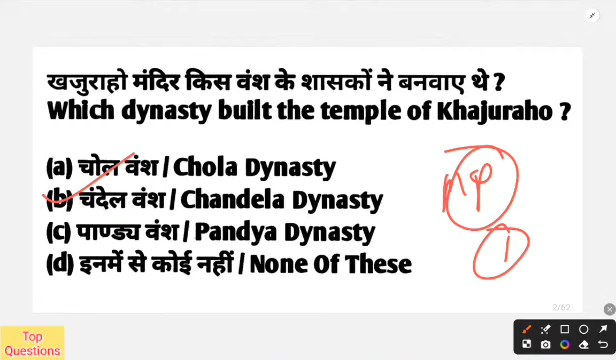 खजुराहो मंदिर किस वंश के शासकों ने बनवाए थे ?
Which dynasty built the temple of Khajuraho ?
(a) चोल वंश / Chola Dynasty
(b) चंदेल वंश / Chandela Dynasty
(c) पाण्ड्य वंश / Pandya Dynasty
(d) इनमें से कोई नहीं / None Of These
2/62
Top
Questions